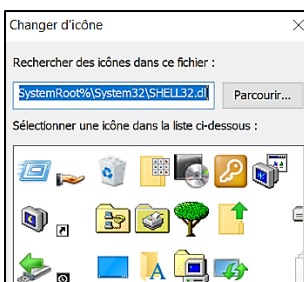 Changer d'icône
Rechercher des icônes dans ce fichier :
SystemRoot%\System32\SHELL32.dl
Parcourir...
Sélectionner une icône dans la liste ci-dessous :
A